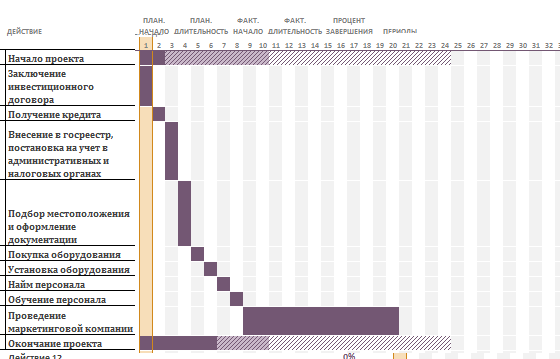 ПЛАН. ПЛАН. ФАКТ. ФАКТ. ПРОЦЕНТ
ДЕЙСТВИЕ НАЧАЛО ДЛИТЕЛЬНОСТЬ НАЧАЛО ДЛИТЕЛЬНОСТЬ ЗАВЕРШЕНИЯ ПЕРИОДЫ
1 2 3 4 5 6 7 8 9 10 11 12 13 14 15 16 17 18 19 20 21 22 23 24 25 26 27 28 29 30 31 32
Начало проекта
Заключение
инвестиционного
договора
Получение кредита
Внесение в госреестр,
постановка на учет в
административных и
налоговых органах
Подбор местоположения
и оформление
документации
Покупка оборудования
Установка оборудования
Найм персонала
Обучение персонала
Проведение
маркетинговой компании
Окончание проекта
Действие 12 0%